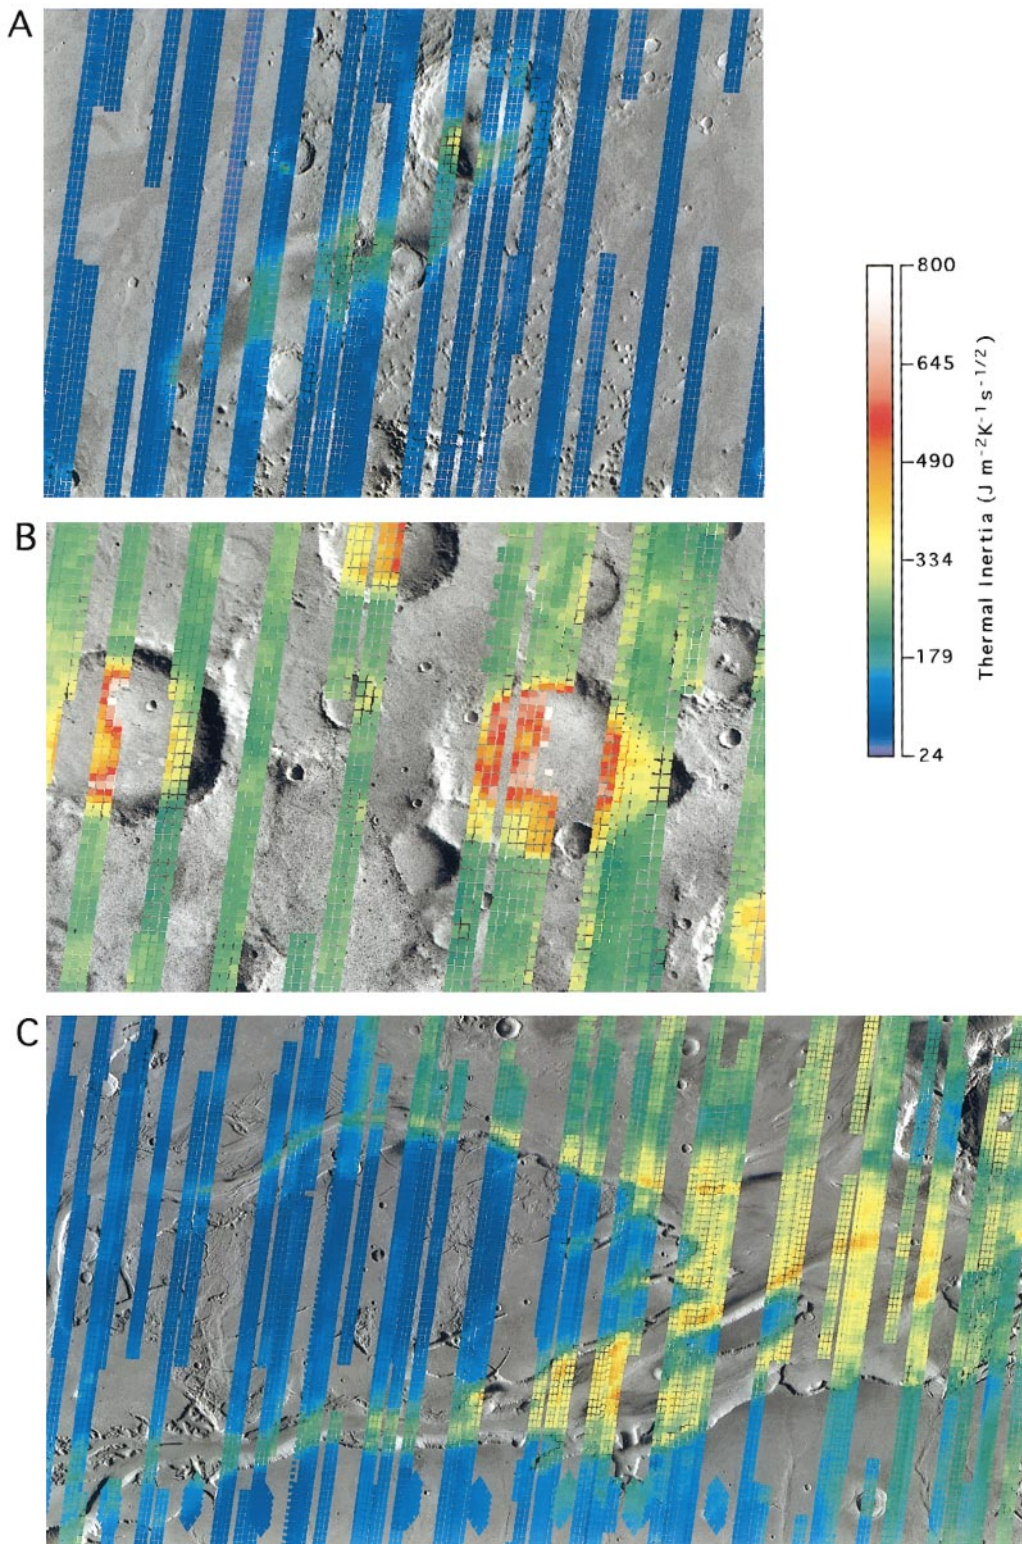 A
800
645
490
334
179
24
Thermal Inertia (J m⁻²K⁻¹s⁻¹/²)
B
C